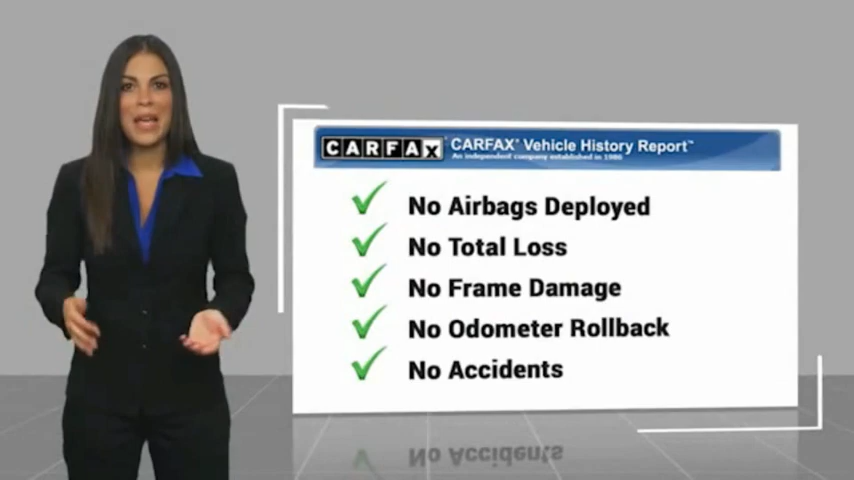 CARFAX CARFAX® Vehicle History Report™
An independent company established in 1986
No Airbags Deployed
No Total Loss
No Frame Damage
No Odometer Rollback
No Accidents
No Accidents